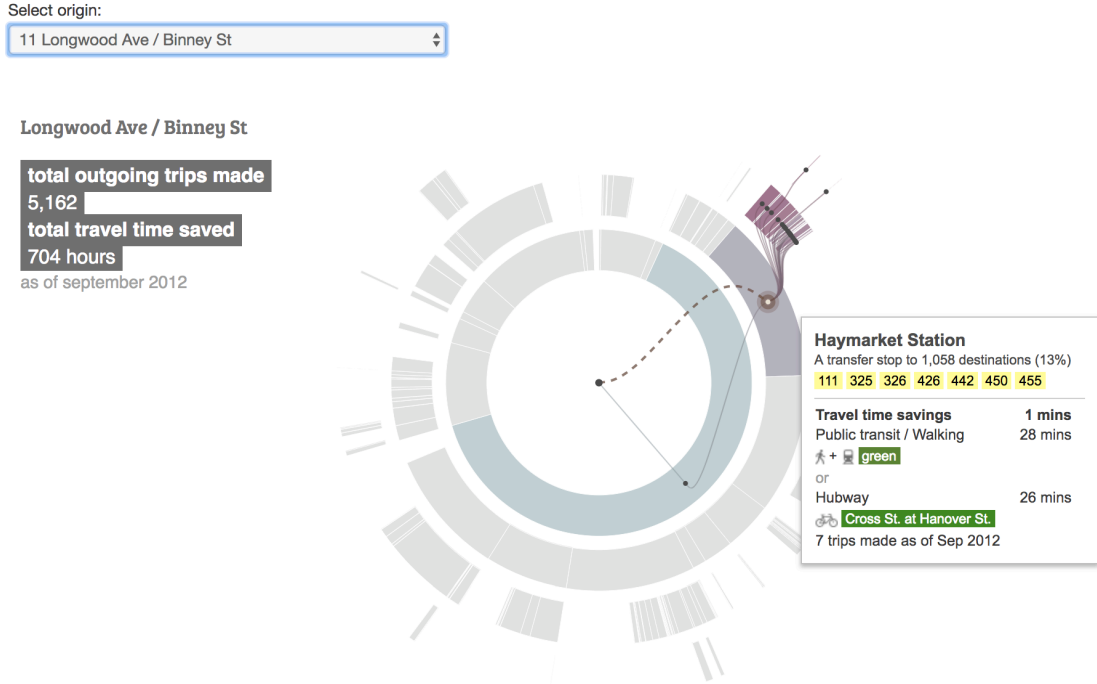 Select origin:
11 Longwood Ave / Binney St
Longwood Ave / Binney St
total outgoing trips made
5,162
total travel time saved
704 hours
as of september 2012
Haymarket Station
A transfer stop to 1,058 destinations (13%)
111 325 326 426 442 450 455
Travel time savings 1 mins
Public transit / Walking 28 mins
+ green
or
Hubway 26 mins
Cross St. at Hanover St.
7 trips made as of Sep 2012